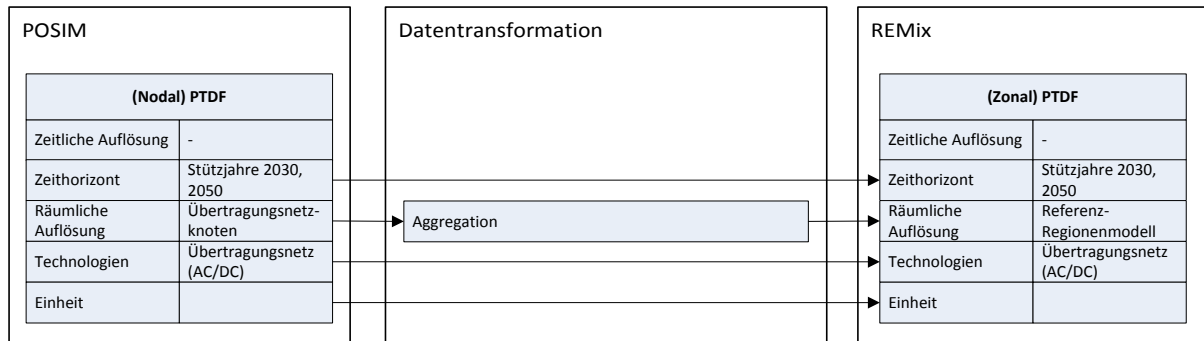 POSIM
(Nodal) PTDF
Zeitliche Auflösung
-
Zeithorizont
Stützjahre 2030,
2050
Räumliche
Auflösung
Übertragungsnetz-
knoten
Technologien
Übertragungsnetz
(AC/DC)
Einheit
Datentransformation
Aggregation
REMix
(Zonal) PTDF
Zeitliche Auflösung
-
Zeithorizont
Stützjahre 2030,
2050
Räumliche
Auflösung
Referenz-
Regionenmodell
Technologien
Übertragungsnetz
(AC/DC)
Einheit